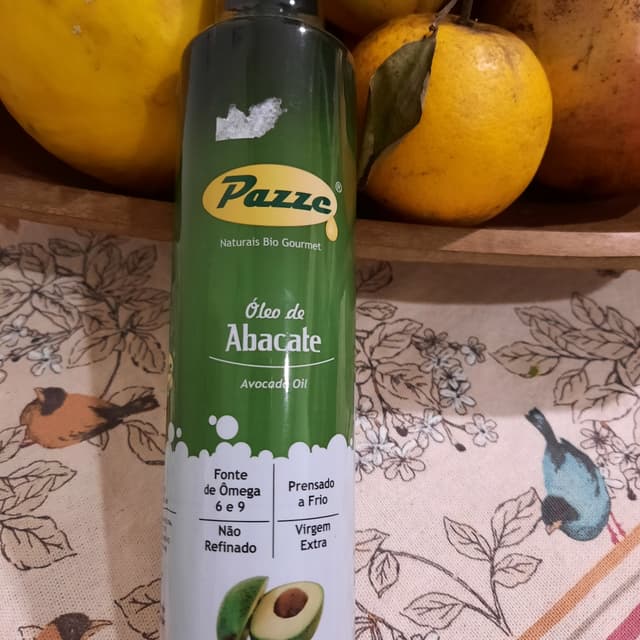 Pazze®
Naturais Bio Gourmet
Óleo de
Abacate
Avocado Oil
Fonte
de Ômega
6 e 9
Prensado
a Frio
Não
Refinado
Virgem
Extra